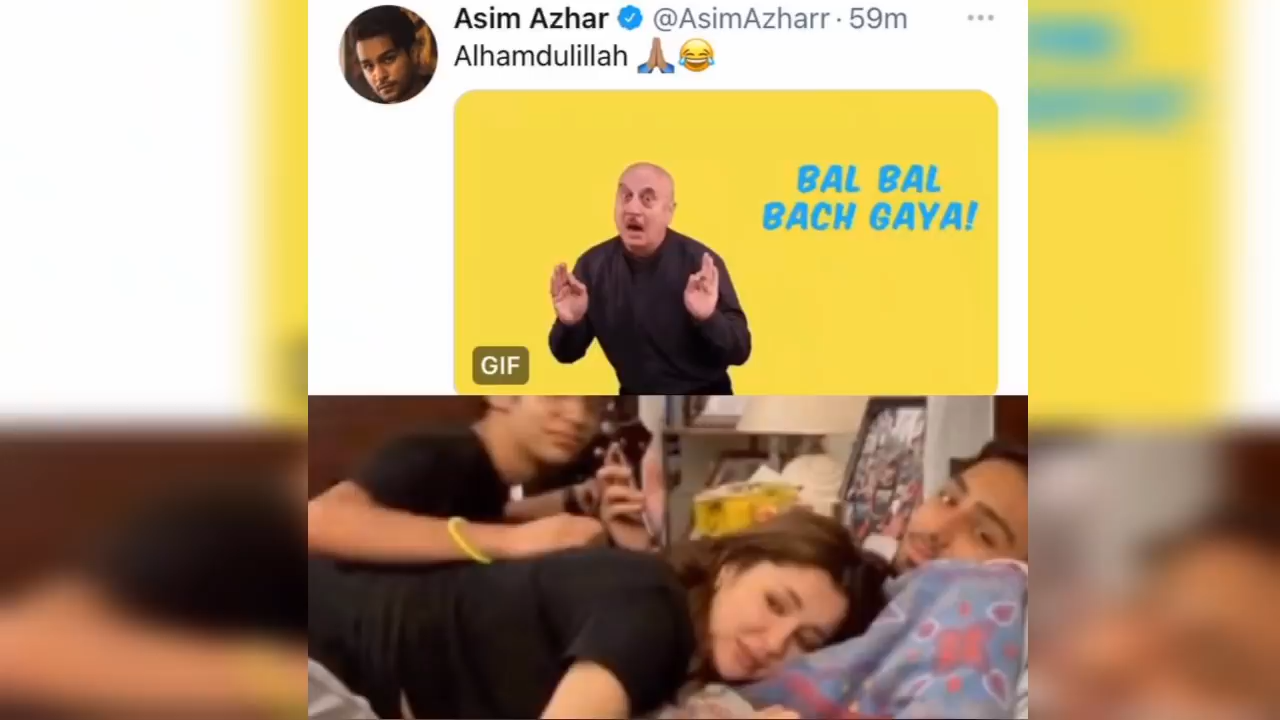 Asim Azhar @AsimAzharr · 59m
Alhamdulillah 🙏🏽😂
BAL BAL
BACH GAYA!
GIF